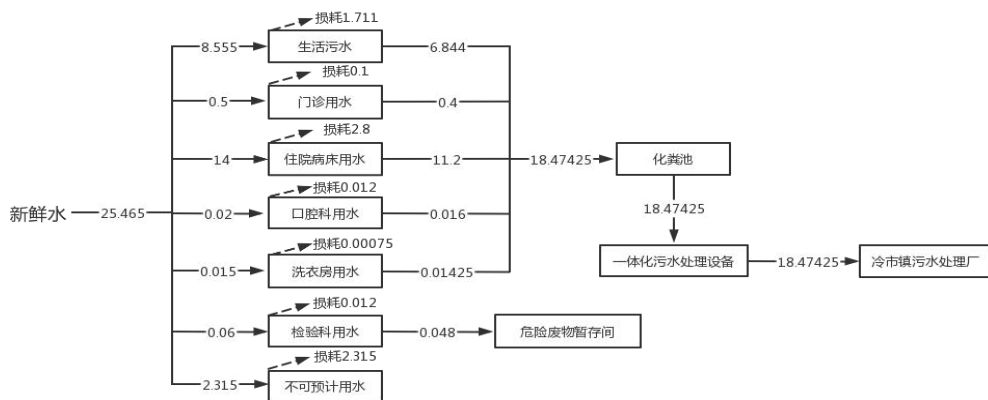 损耗1.711
8.555
生活污水
6.844
损耗0.1
0.5
门诊用水
0.4
损耗2.8
14
住院病床用水
11.2
18.47425
化粪池
损耗0.012
新鲜水
25.465
0.02
口腔科用水
0.016
18.47425
损耗0.00075
0.015
洗衣房用水
0.01425
一体化污水处理设备
18.47425
冷市镇污水处理厂
损耗0.012
0.06
检验科用水
0.048
危险废物暂存间
损耗2.315
2.315
不可预计用水